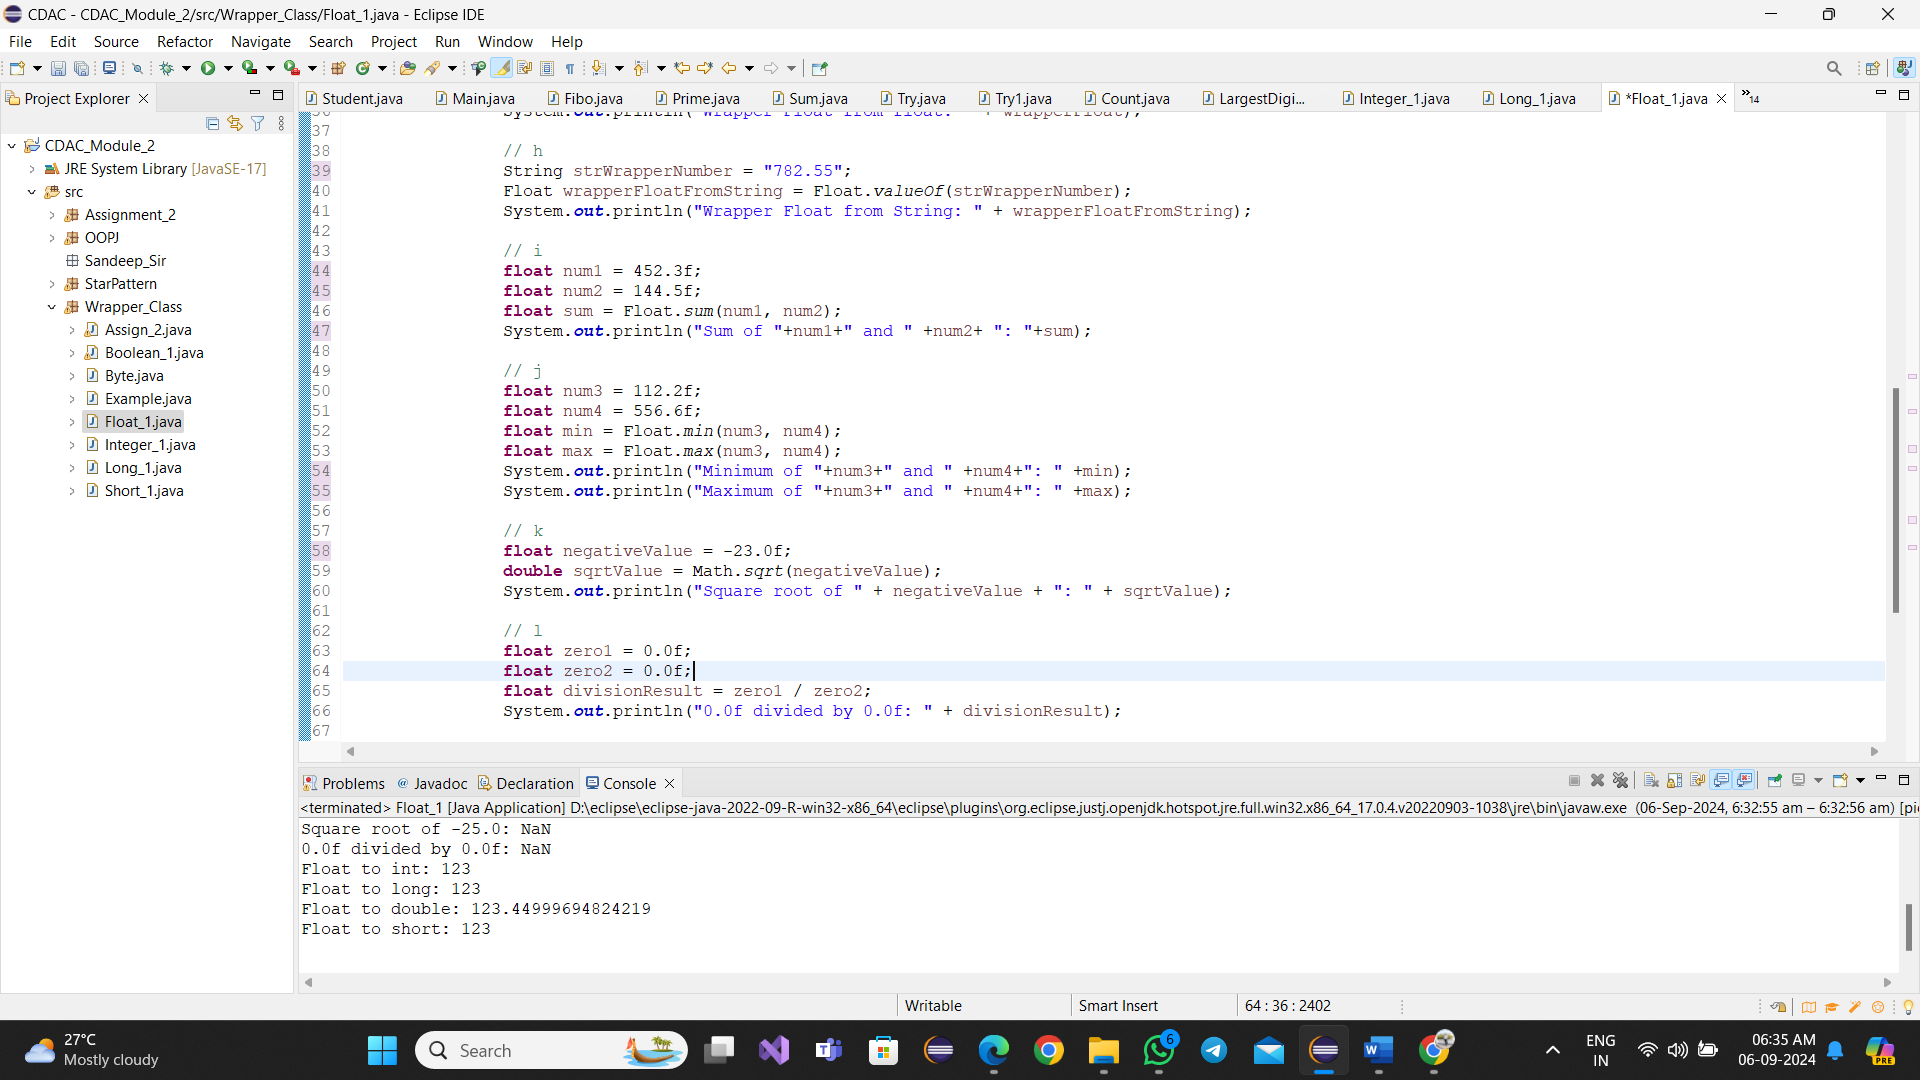 CDAC - CDAC_Module_2/src/Wrapper_Class/Float_1.java - Eclipse IDE
File Edit Source Refactor Navigate Search Project Run Window Help
Project Explorer
Student.java Main.java Fibo.java Prime.java Sum.java Try.java Try1.java Count.java LargestDigi... Integer_1.java Long_1.java *Float_1.java »14
CDAC_Module_2
JRE System Library [JavaSE-17]
src
Assignment_2
OOPJ
Sandeep_Sir
StarPattern
Wrapper_Class
Assign_2.java
Boolean_1.java
Byte.java
Example.java
Float_1.java
Integer_1.java
Long_1.java
Short_1.java
36 System.out.println("Wrapper Float from float: " + wrapperFloat);
37
38 // h
39 String strWrapperNumber = "782.55";
40 Float wrapperFloatFromString = Float.valueOf(strWrapperNumber);
41 System.out.println("Wrapper Float from String: " + wrapperFloatFromString);
42
43 // i
44 float num1 = 452.3f;
45 float num2 = 144.5f;
46 float sum = Float.sum(num1, num2);
47 System.out.println("Sum of "+num1+" and " +num2+ ": "+sum);
48
49 // j
50 float num3 = 112.2f;
51 float num4 = 556.6f;
52 float min = Float.min(num3, num4);
53 float max = Float.max(num3, num4);
54 System.out.println("Minimum of "+num3+" and " +num4+": " +min);
55 System.out.println("Maximum of "+num3+" and " +num4+": " +max);
56
57 // k
58 float negativeValue = -23.0f;
59 double sqrtValue = Math.sqrt(negativeValue);
60 System.out.println("Square root of " + negativeValue + ": " + sqrtValue);
61
62 // l
63 float zero1 = 0.0f;
64 float zero2 = 0.0f;
65 float divisionResult = zero1 / zero2;
66 System.out.println("0.0f divided by 0.0f: " + divisionResult);
67
Problems @ Javadoc Declaration Console
<terminated> Float_1 [Java Application] D:\eclipse\eclipse-java-2022-09-R-win32-x86_64\eclipse\plugins\org.eclipse.justj.openjdk.hotspot.jre.full.win32.x86_64_17.0.4.v20220903-1038\jre\bin\javaw.exe (06-Sep-2024, 6:32:55 am – 6:32:56 am) [pi
Square root of -25.0: NaN
0.0f divided by 0.0f: NaN
Float to int: 123
Float to long: 123
Float to double: 123.44999694824219
Float to short: 123
Writable Smart Insert 64 : 36 : 2402
27°C
Mostly cloudy
Search
6
ENG
IN
06:35 AM
06-09-2024
PRE